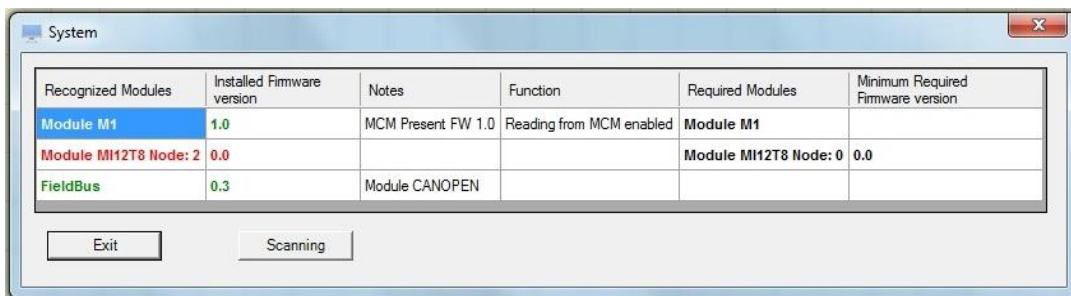 System
Recognized Modules Installed Firmware version Notes Function Required Modules Minimum Required Firmware version
Module M1 1.0 MCM Present FW 1.0 Reading from MCM enabled Module M1
Module MI12T8 Node: 2 0.0 Module MI12T8 Node: 0 0.0
FieldBus 0.3 Module CANOPEN
Exit Scanning